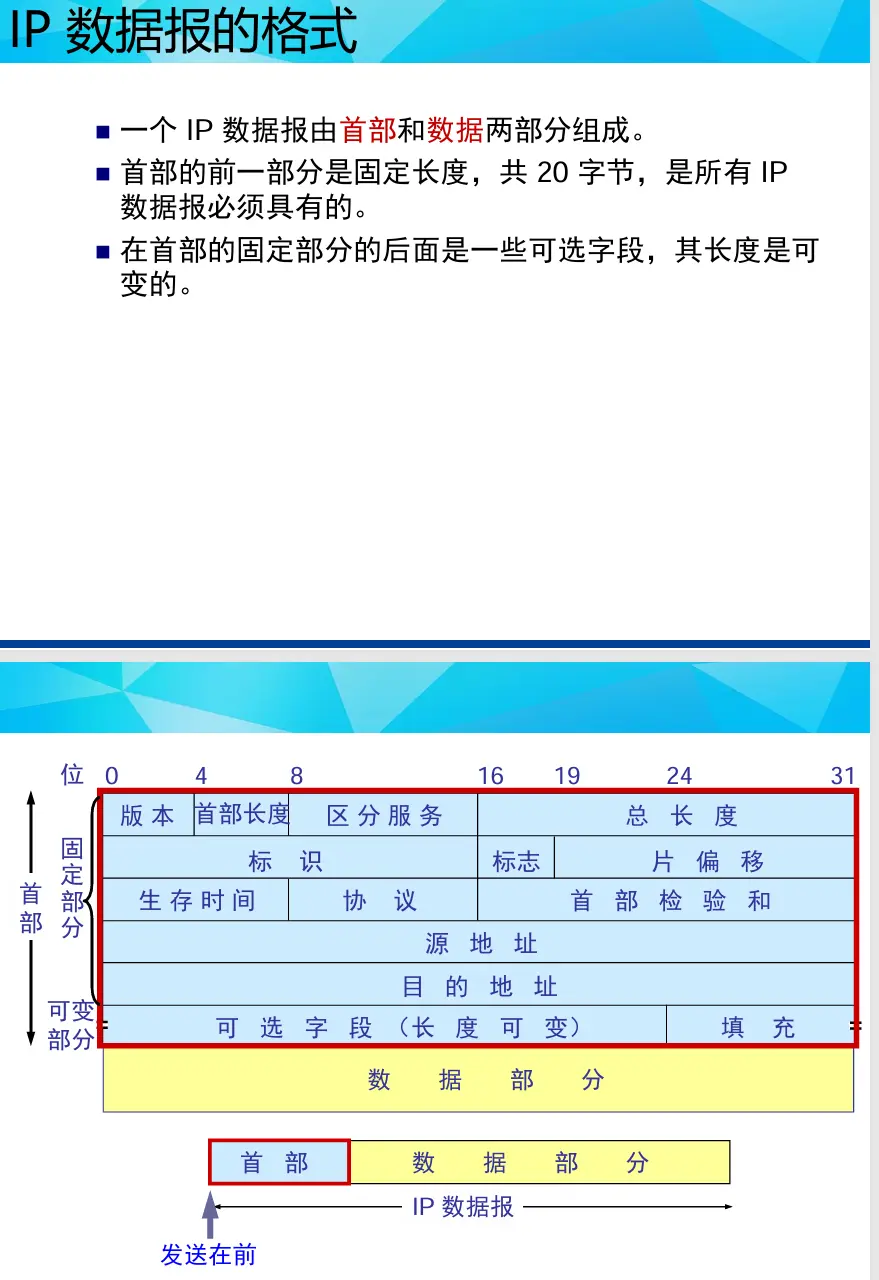 IP 数据报的格式
一个 IP 数据报由首部和数据两部分组成。
首部的前一部分是固定长度，共 20 字节，是所有 IP
数据报必须具有的。
在首部的固定部分的后面是一些可选字段，其长度是可
变的。
位 0 4 8 16 19 24 31
版本 首部长度 区分服务 总长度
标识 标志 片偏移
生存时间 协议 首部检验和
源地址
目的地址
可选字段（长度可变） 填充
数据部分
首部
固定部分
可变
部分
首部 数据部分
IP 数据报
发送在前